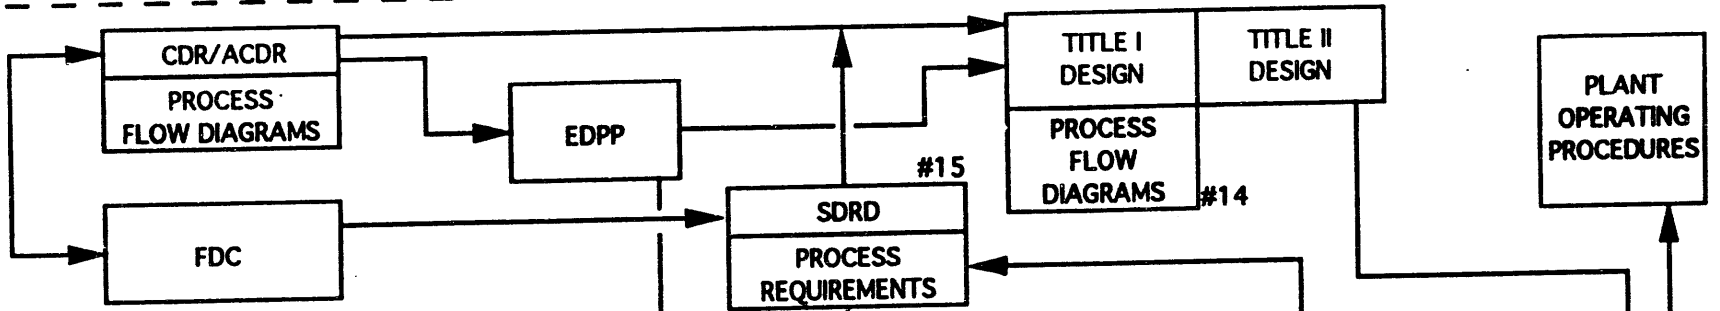 CDR/ACDR
PROCESS
FLOW DIAGRAMS
EDPP
TITLE I
DESIGN
TITLE II
DESIGN
PROCESS
FLOW
DIAGRAMS
#14
PLANT
OPERATING
PROCEDURES
FDC
#15
SDRD
PROCESS
REQUIREMENTS